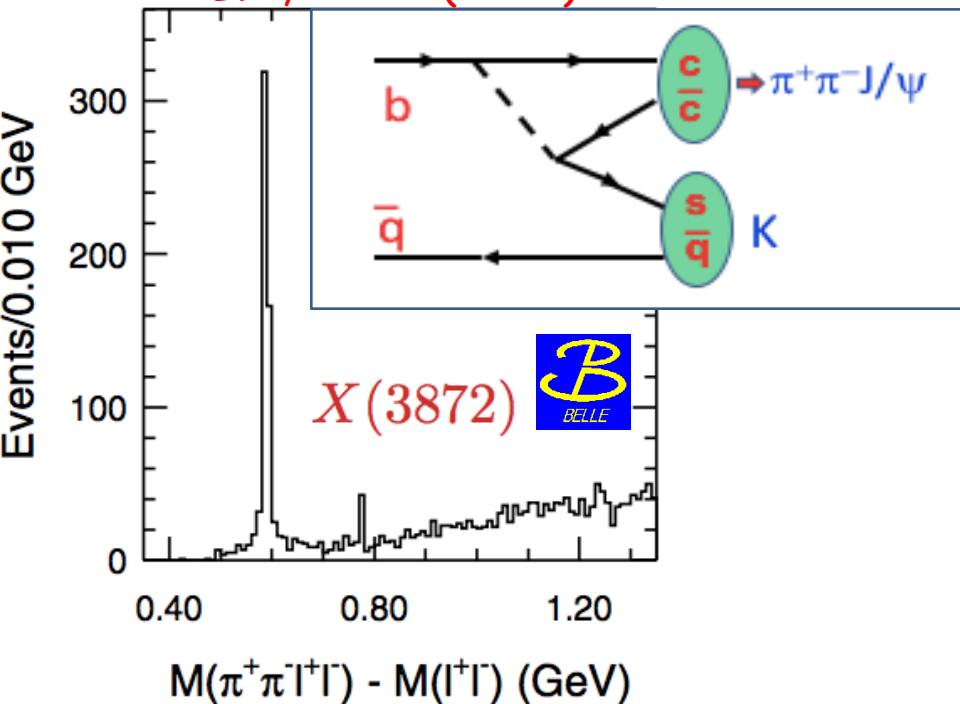 b
q̄
c
c̄
π⁺π⁻J/ψ
s
q̄
K
Events/0.010 GeV
300
200
100
0
X(3872)
BELLE
0.40 0.80 1.20
M(π⁺π⁻l⁺l⁻) - M(l⁺l⁻) (GeV)